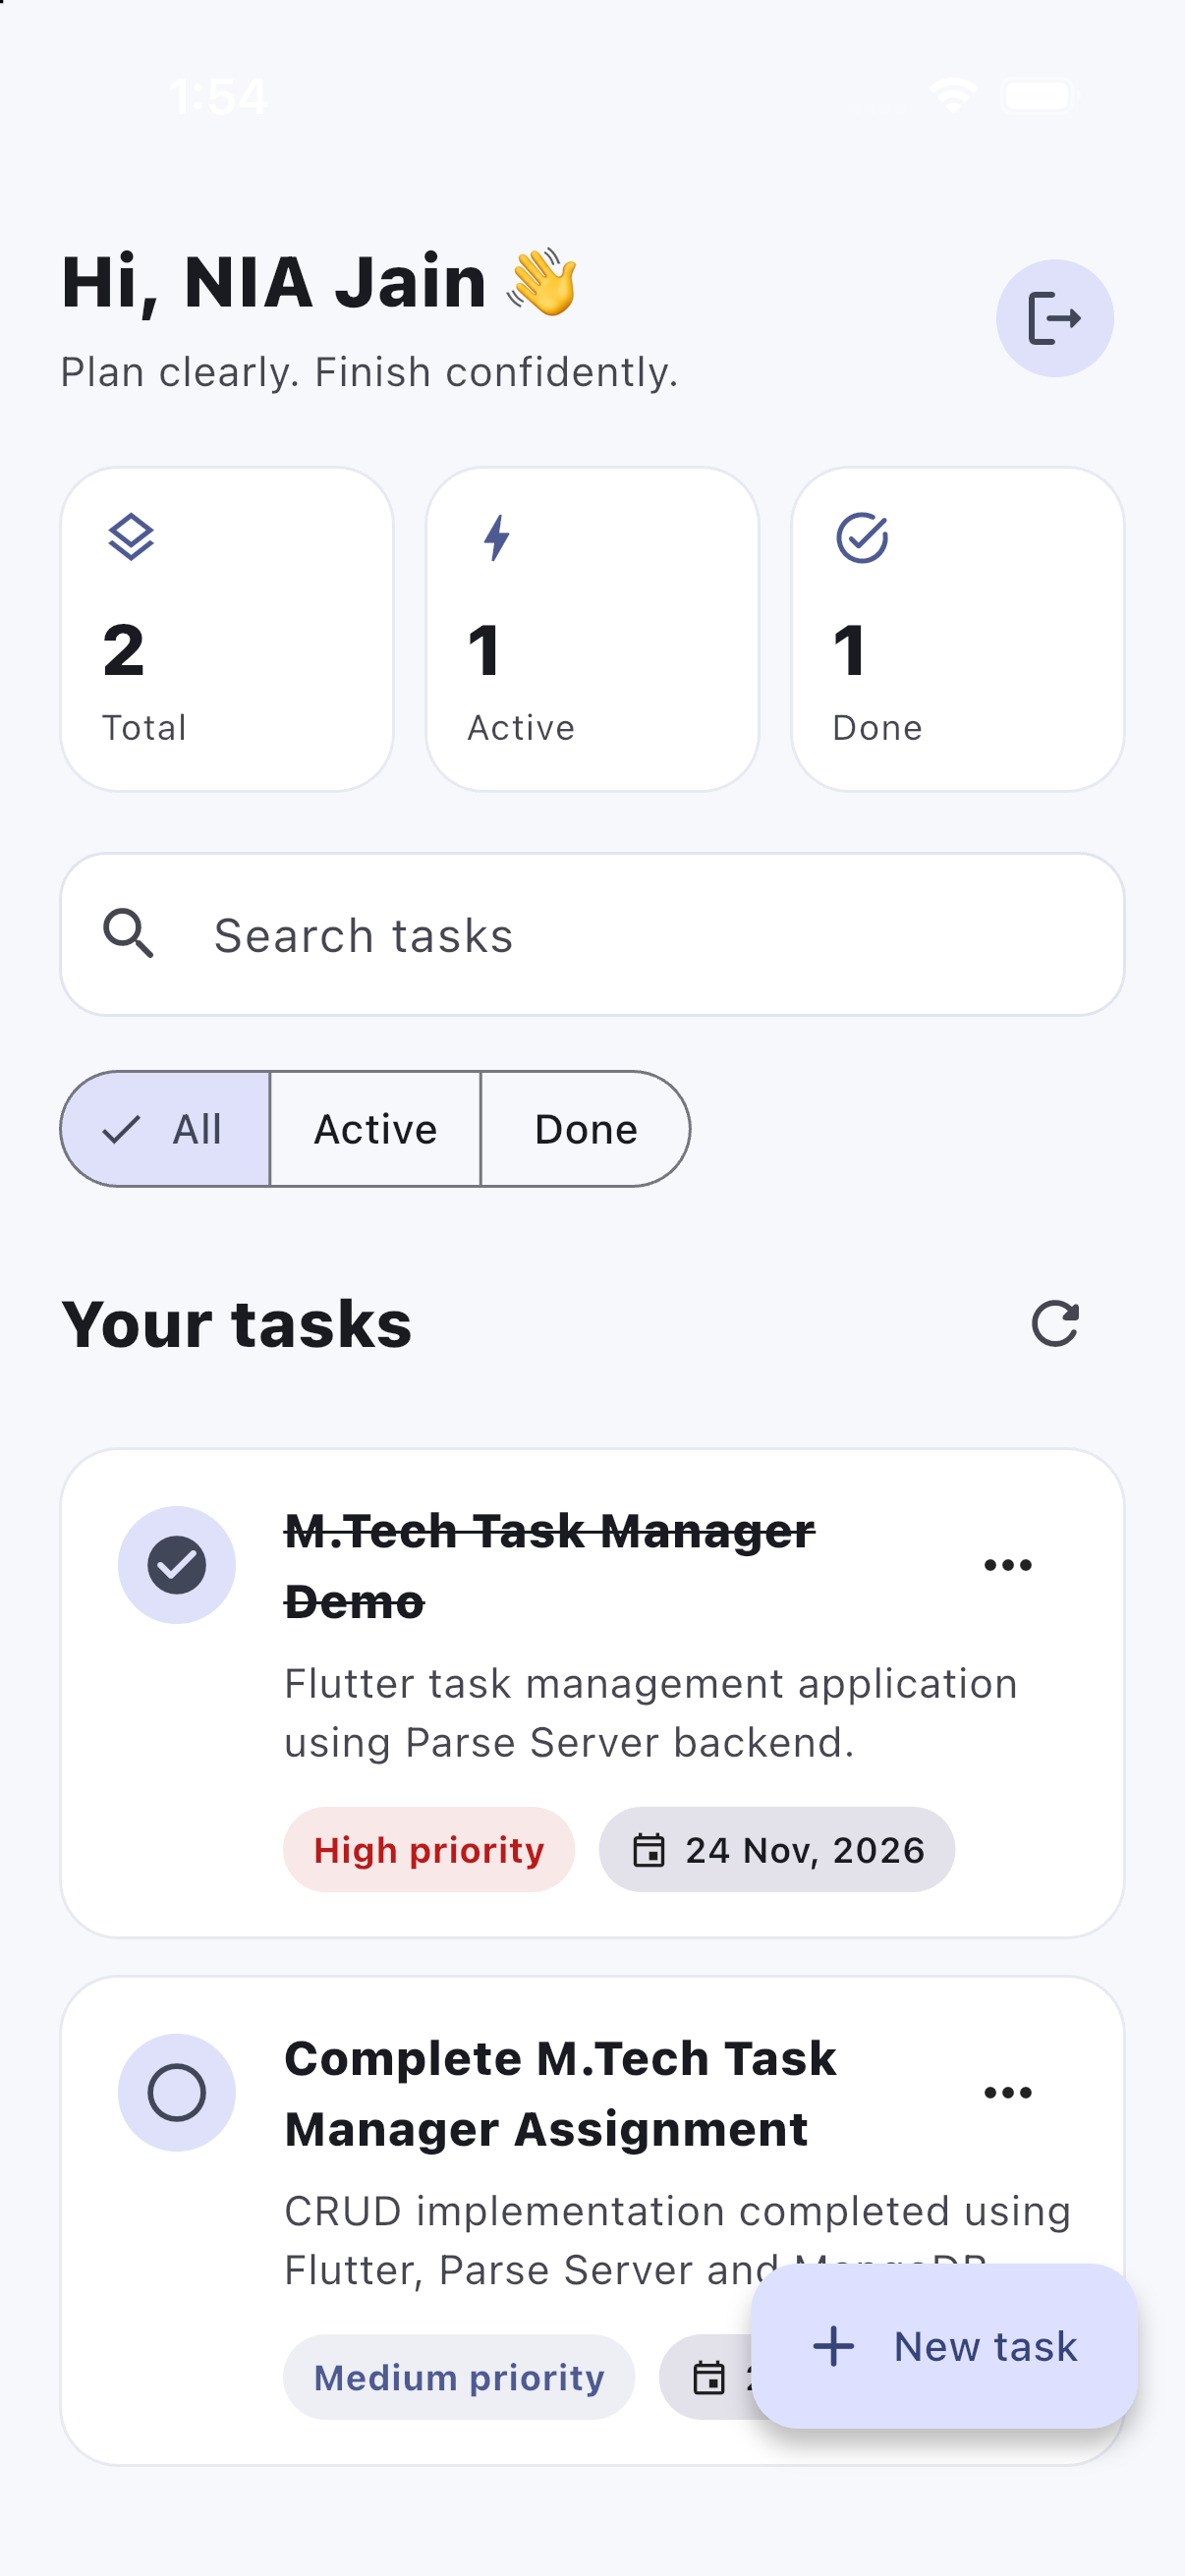 1:54
Hi, NIA Jain 👋
Plan clearly. Finish confidently.
2
Total
1
Active
1
Done
Search tasks
All
Active
Done
Your tasks
M.Tech Task Manager
Demo
Flutter task management application
using Parse Server backend.
High priority
24 Nov, 2026
Complete M.Tech Task
Manager Assignment
CRUD implementation completed using
Flutter, Parse Server and
Medium priority
New task